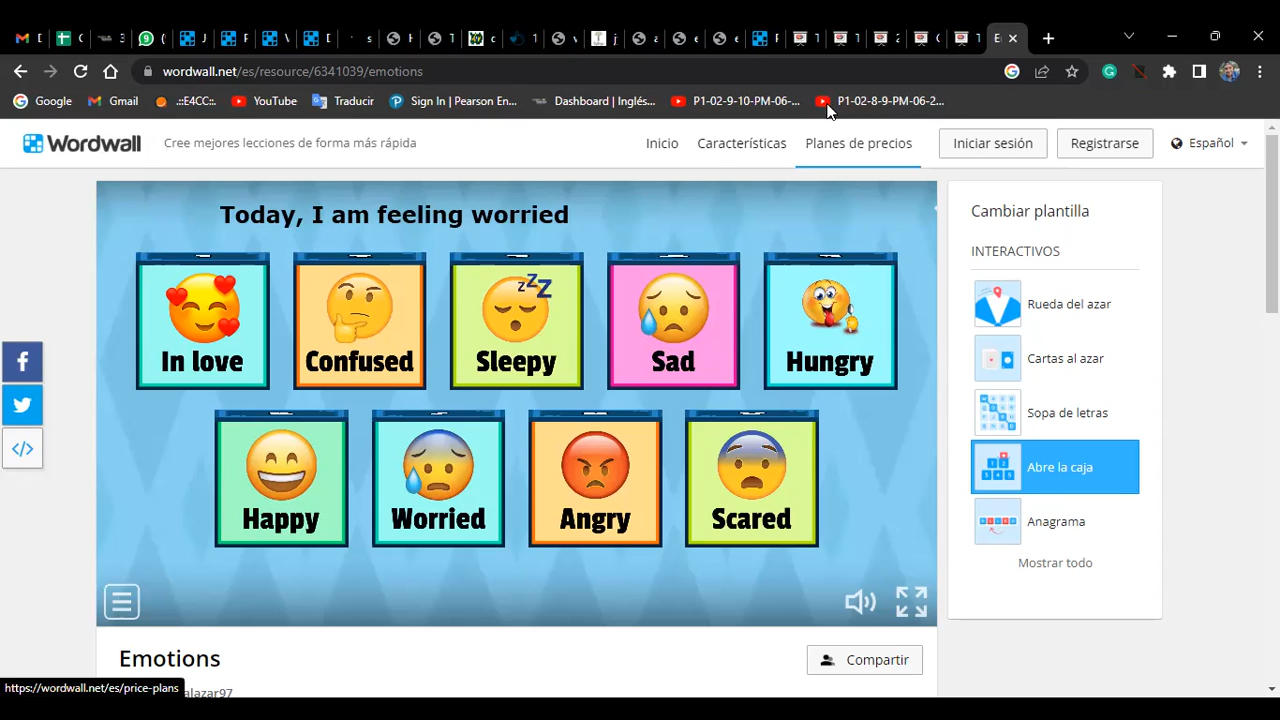 E
wordwall.net/es/resource/6341039/emotions
Google
Gmail
.::E4CC::.
YouTube
Traducir
Sign In | Pearson En...
Dashboard | Inglés...
P1-02-9-10-PM-06-...
P1-02-8-9-PM-06-2...
Wordwall
Cree mejores lecciones de forma más rápida
Inicio
Características
Planes de precios
Iniciar sesión
Registrarse
Español
Today, I am feeling worried
In love
Confused
Sleepy
Sad
Hungry
Happy
Worried
Angry
Scared
Cambiar plantilla
INTERACTIVOS
Rueda del azar
Cartas al azar
Sopa de letras
Abre la caja
Anagrama
Mostrar todo
Emotions
Compartir
https://wordwall.net/es/price-plans
alazar97